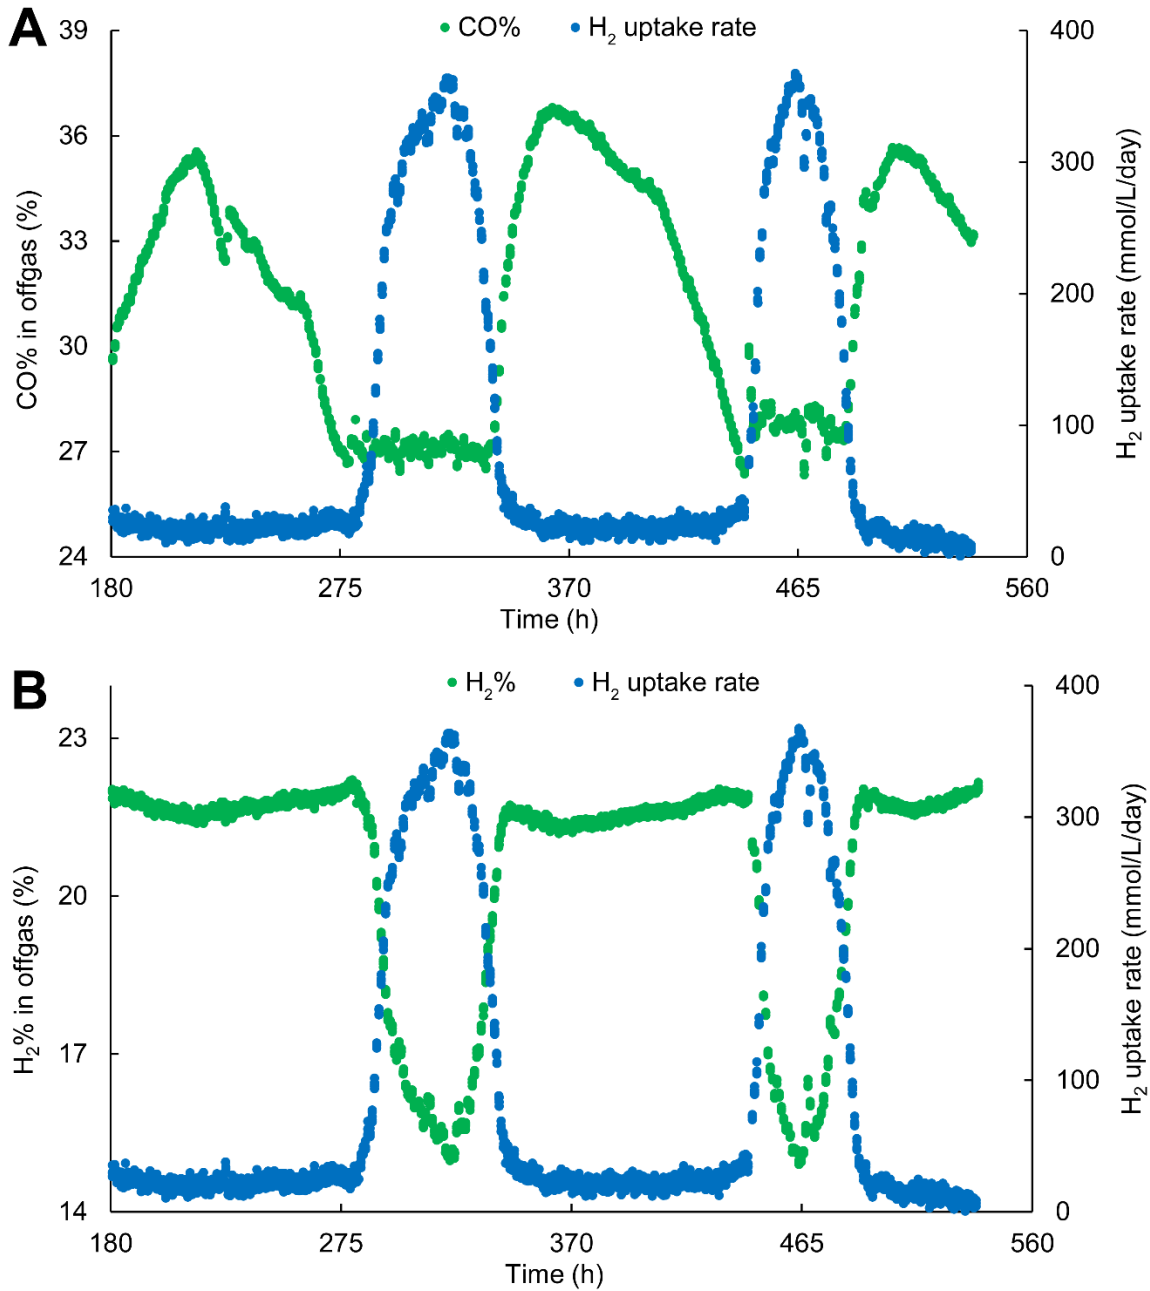 A
CO%
H₂ uptake rate
39
36
33
30
27
24
CO% in offgas (%)
400
300
200
100
0
H₂ uptake rate (mmol/L/day)
180
275
370
465
560
Time (h)
B
H₂%
H₂ uptake rate
23
20
17
14
H₂% in offgas (%)
400
300
200
100
0
H₂ uptake rate (mmol/L/day)
180
275
370
465
560
Time (h)